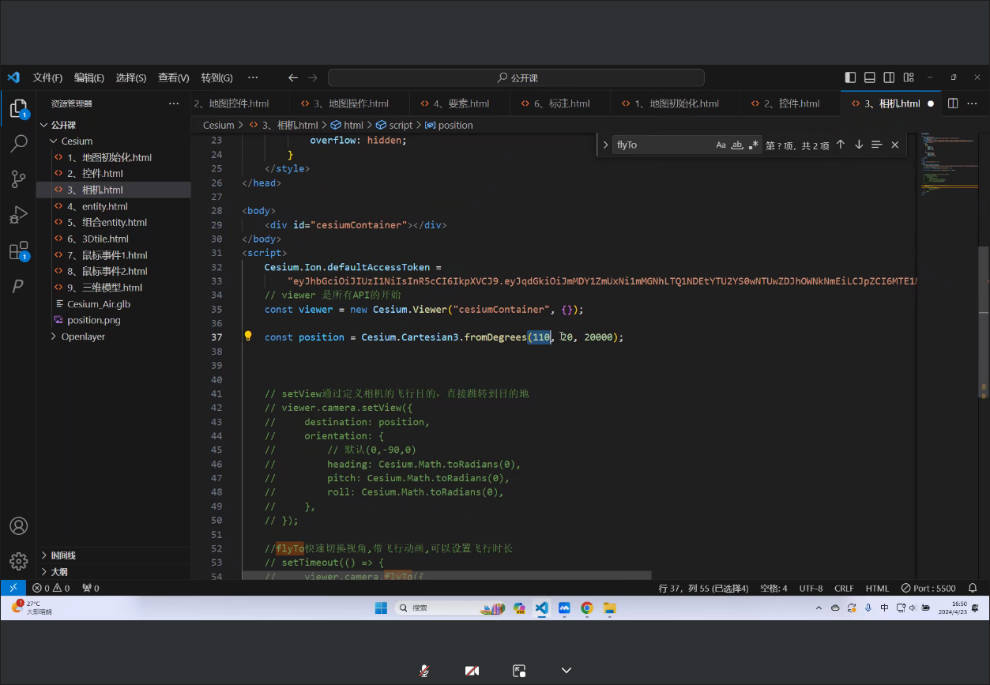 文件(F) 编辑(E) 选择(S) 查看(V) 转到(G) ··· 公开课
资源管理器 ···
2、地图控件.html 3、地图操作.html 4、要素.html 6、标注.html 1、地图初始化.html 2、控件.html 3、相机.html
Cesium > 3、相机.html > html > script > position
flyTo Aa ab 第 ? 项，共 2 项
公开课
Cesium
1、地图初始化.html
2、控件.html
3、相机.html
4、entity.html
5、组合entity.html
6、3Dtile.html
7、鼠标事件1.html
8、鼠标事件2.html
9、三维模型.html
Cesium_Air.glb
position.png
Openlayer
时间线
大纲
23 overflow: hidden;
24 }
25 </style>
26 </head>
27
28 <body>
29 <div id="cesiumContainer"></div>
30 </body>
31 <script>
32 Cesium.Ion.defaultAccessToken =
33
34 // viewer 是所有API的开始
35 const viewer = new Cesium.Viewer("cesiumContainer", {});
36
37 const position = Cesium.Cartesian3.fromDegrees(110, 20, 20000);
38
39
40
41 // setView通过定义相机的飞行目的，直接跳转到目的地
42 // viewer.camera.setView({
43 // destination: position,
44 // orientation: {
45 // // 默认(0,-90,0)
46 // heading: Cesium.Math.toRadians(0),
47 // pitch: Cesium.Math.toRadians(0),
48 // roll: Cesium.Math.toRadians(0),
49 // },
50 // });
51
52 //flyTo快速切换视角,带飞行动画,可以设置飞行时长
53 // setTimeout(() => {
54 // viewer.camera.flyTo({
0 0 0 行 37，列 55 (已选择4) 空格: 4 UTF-8 CRLF HTML Port : 5500
27°C 搜索 中 16:50
大部晴朗 2024/4/23